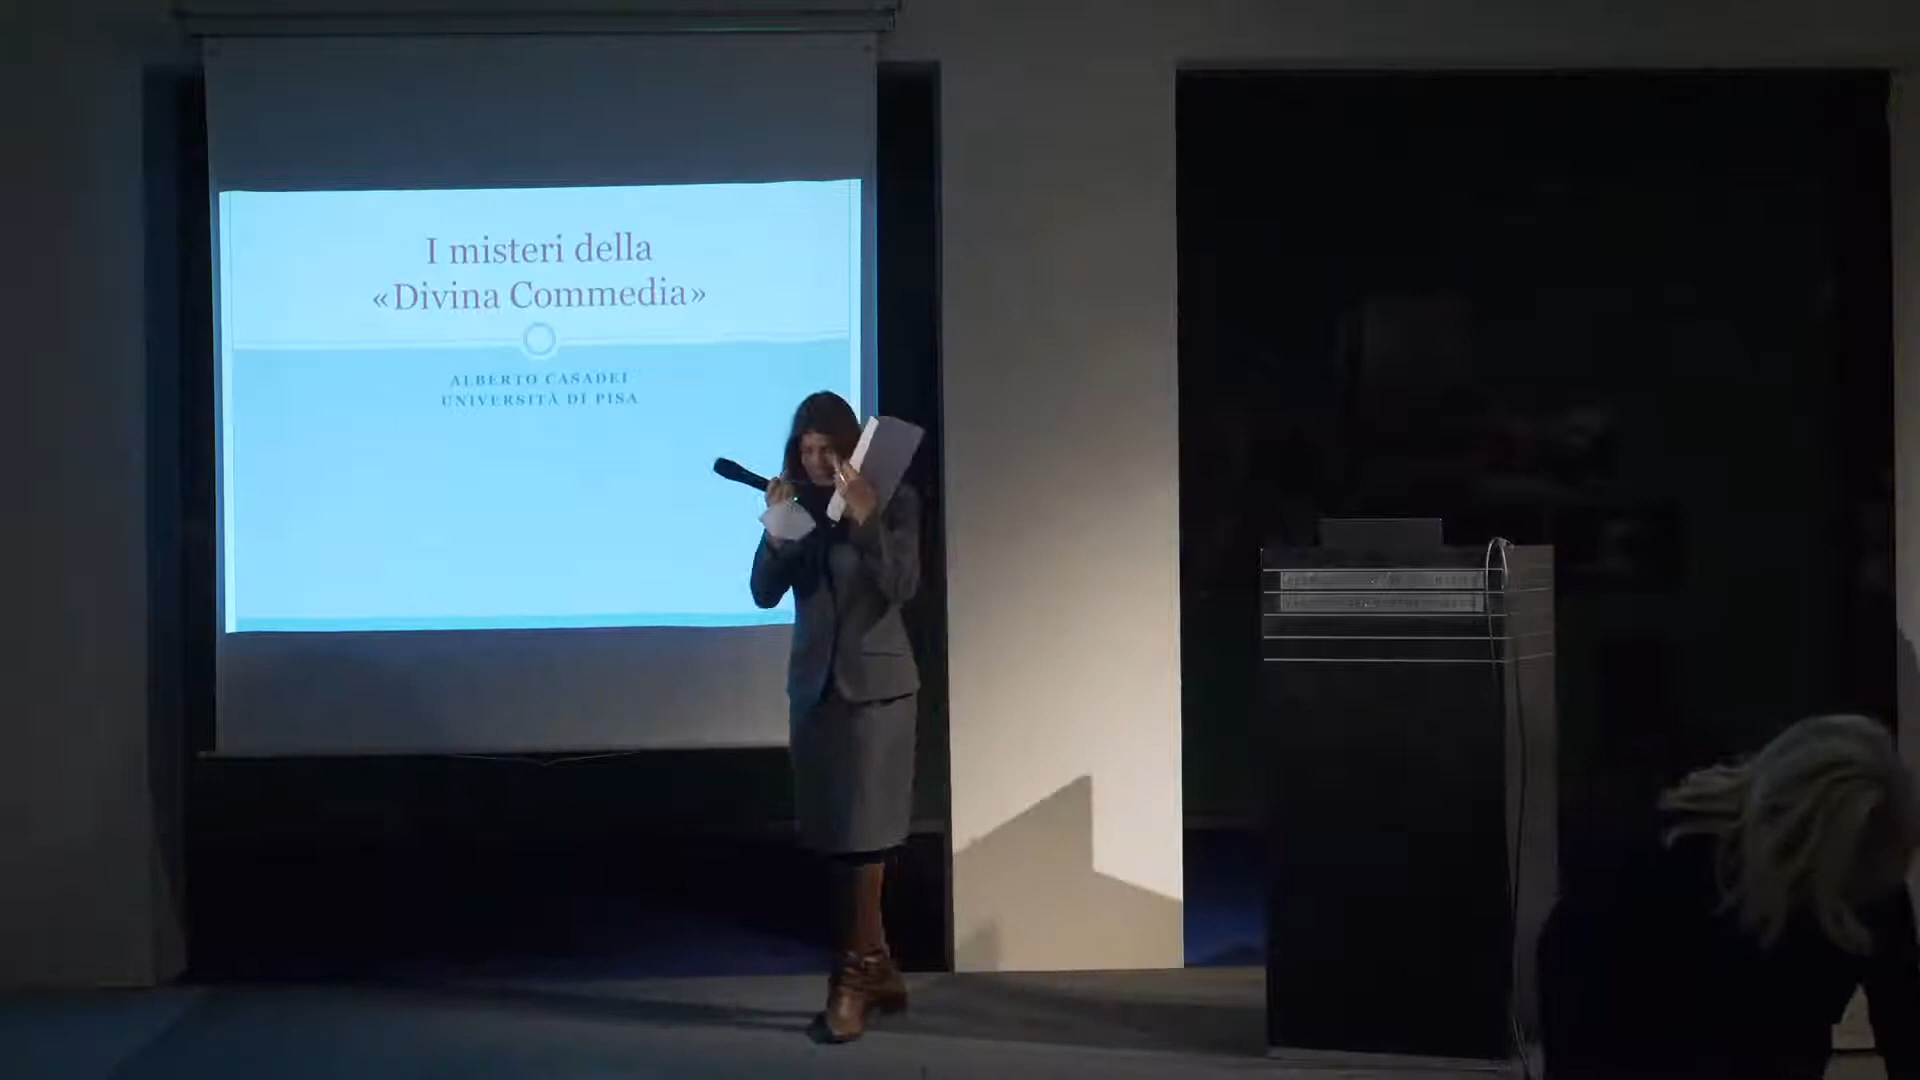 I misteri della
«Divina Commedia»
ALBERTO CASADEI
UNIVERSITÀ DI PISA